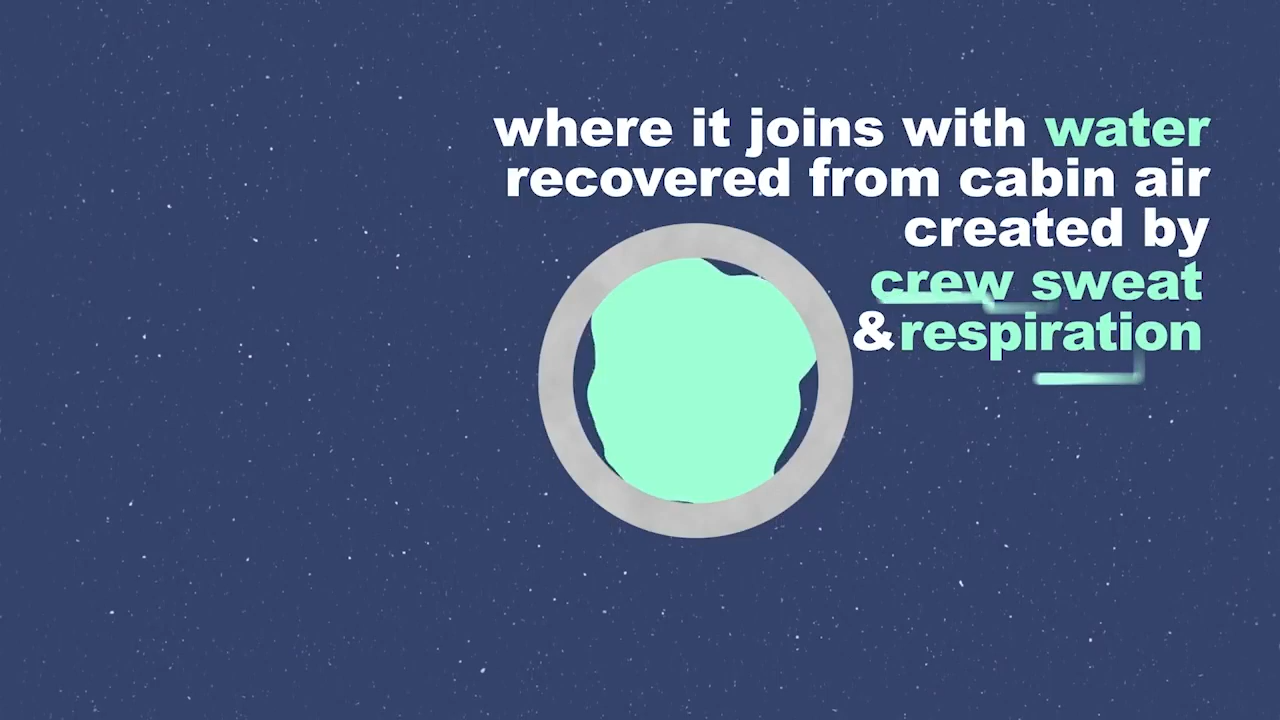 where it joins with water
recovered from cabin air
created by
crew sweat
& respiration